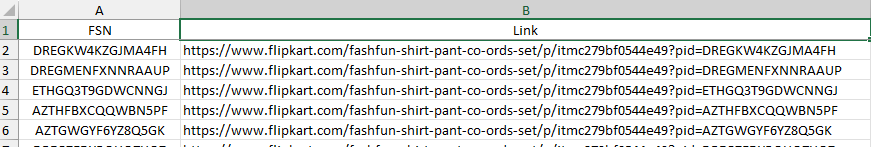 A B
1 FSN Link
2 DREGKW4KZGJMA4FH https://www.flipkart.com/fashfun-shirt-pant-co-ords-set/p/itmc279bf0544e49?pid=DREGKW4KZGJMA4FH
3 DREGMENFXNNRAAUP https://www.flipkart.com/fashfun-shirt-pant-co-ords-set/p/itmc279bf0544e49?pid=DREGMENFXNNRAAUP
4 ETHGQ3T9GDWCNNGJ https://www.flipkart.com/fashfun-shirt-pant-co-ords-set/p/itmc279bf0544e49?pid=ETHGQ3T9GDWCNNGJ
5 AZTHFBXCQQWBN5PF https://www.flipkart.com/fashfun-shirt-pant-co-ords-set/p/itmc279bf0544e49?pid=AZTHFBXCQQWBN5PF
6 AZTGWGYF6YZ8Q5GK https://www.flipkart.com/fashfun-shirt-pant-co-ords-set/p/itmc279bf0544e49?pid=AZTGWGYF6YZ8Q5GK